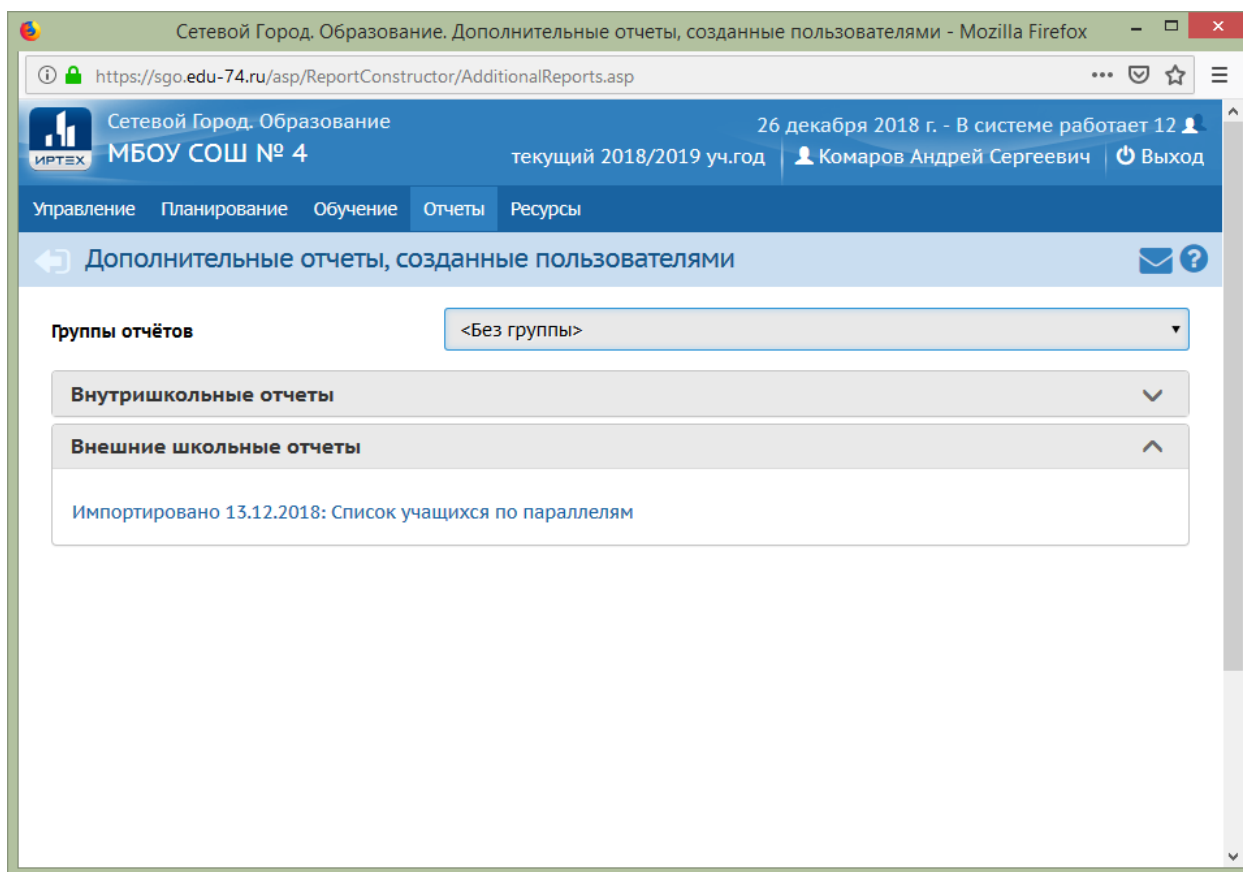 Сетевой Город. Образование. Дополнительные отчеты, созданные пользователями - Mozilla Firefox
https://sgo.edu-74.ru/asp/ReportConstructor/AdditionalReports.asp
Сетевой Город. Образование
26 декабря 2018 г. - В системе работает 12
ИРТЕХ
МБОУ СОШ № 4
текущий 2018/2019 уч.год
Комаров Андрей Сергеевич
Выход
Управление Планирование Обучение Отчеты Ресурсы
Дополнительные отчеты, созданные пользователями
Группы отчётов
<Без группы>
Внутришкольные отчеты
Внешние школьные отчеты
Импортировано 13.12.2018: Список учащихся по параллелям